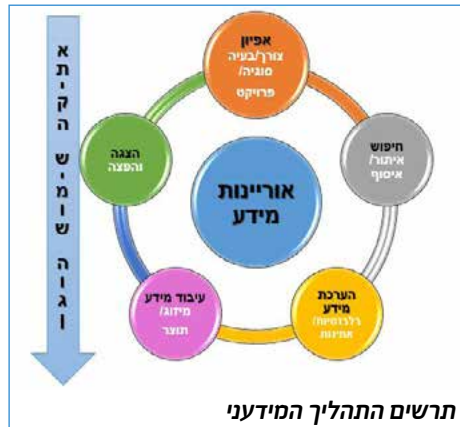 אפיון
צורך/בעיה
סוגיה/
פרויקט
חיפוש
איתור/
איסוף
הערכת
מידע
רלבנטיות/
אמינות
עיבוד מידע
מיזוג/
תוצר
הצגה
והפצה
אוריינות
מידע
אתיקה שימוש הוגן
תרשים התהליך המידעני